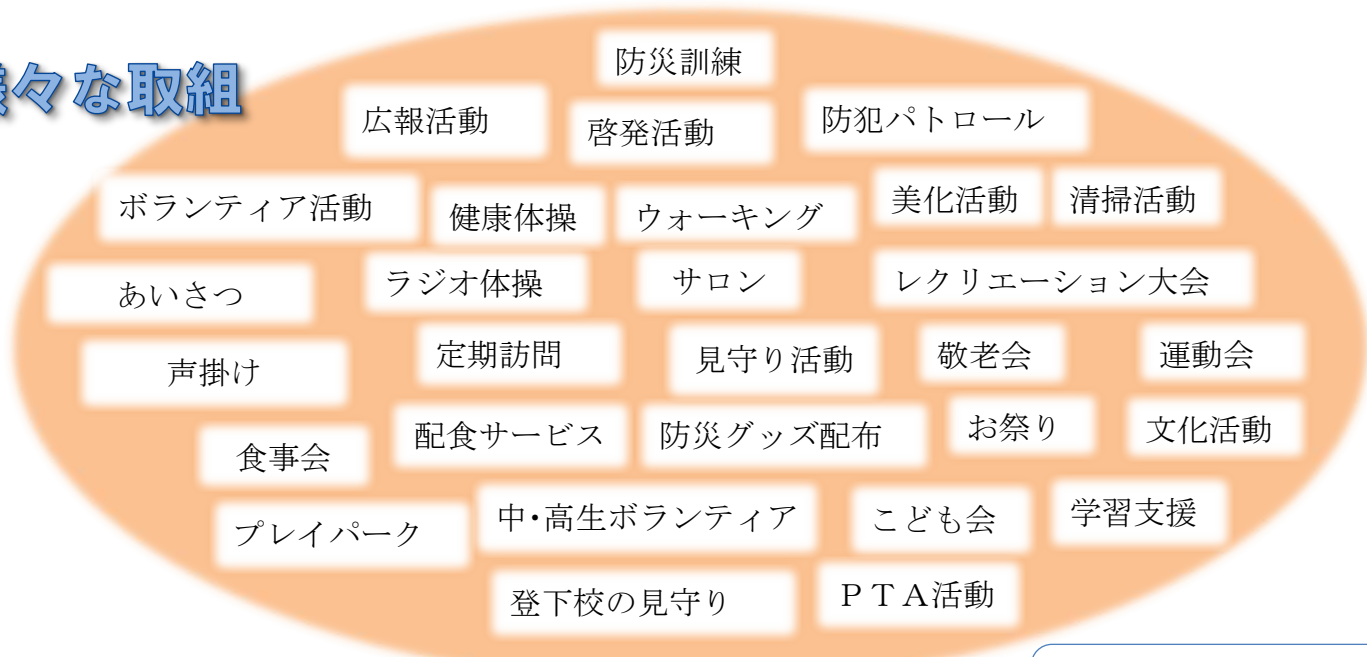 々な取組
防災訓練
広報活動
啓発活動
防犯パトロール
ボランティア活動
健康体操
ウォーキング
美化活動
清掃活動
あいさつ
ラジオ体操
サロン
レクリエーション大会
声掛け
定期訪問
見守り活動
敬老会
運動会
食事会
配食サービス
防災グッズ配布
お祭り
文化活動
プレイパーク
中・高生ボランティア
こども会
学習支援
登下校の見守り
ＰＴＡ活動